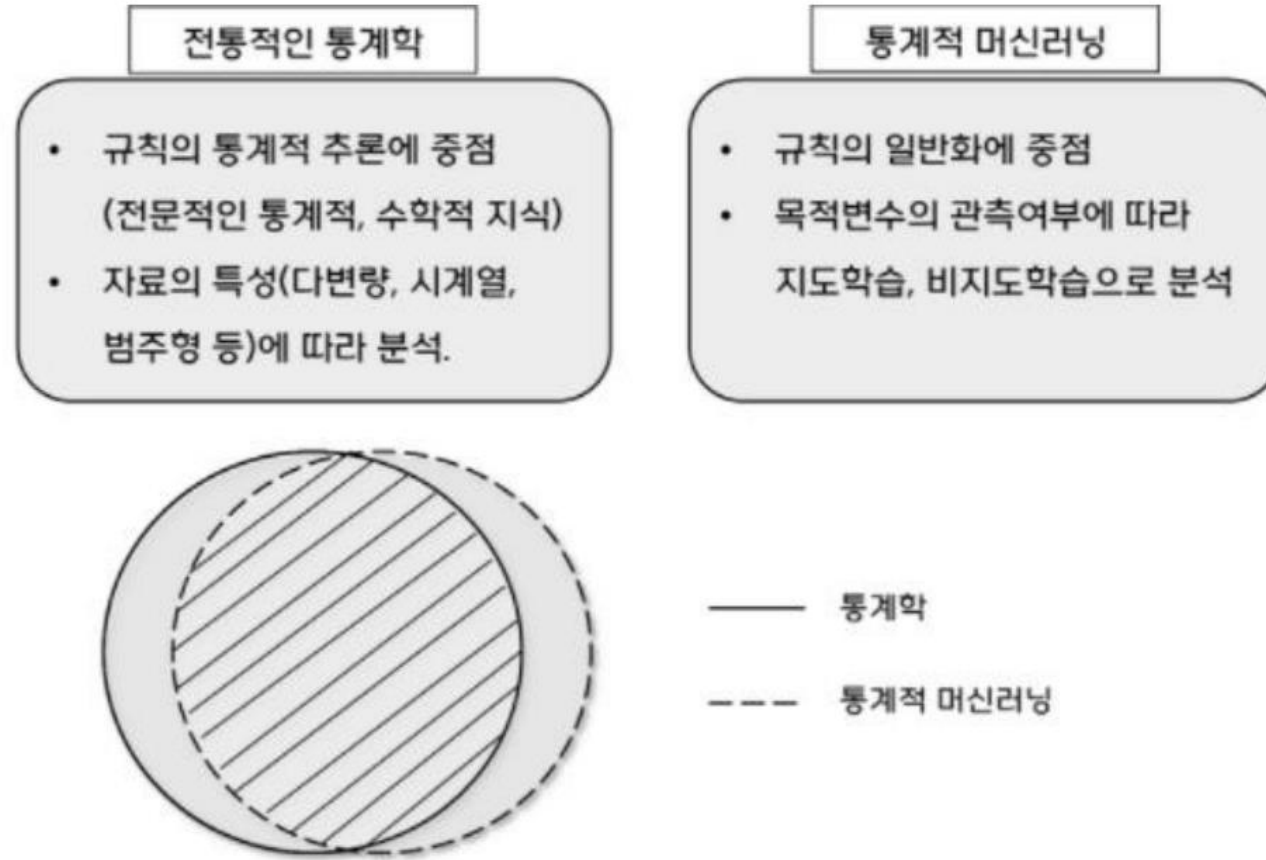 전통적인 통계학
• 규칙의 통계적 추론에 중점
(전문적인 통계적, 수학적 지식)
• 자료의 특성(다변량, 시계열,
범주형 등)에 따라 분석.
통계적 머신러닝
• 규칙의 일반화에 중점
• 목적변수의 관측여부에 따라
지도학습, 비지도학습으로 분석
통계학
통계적 머신러닝